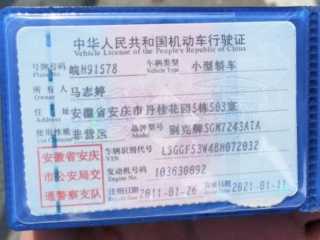 中华人民共和国机动车行驶证
Vehicle License of the People's Republic of China
号牌号码 皖H91578 车辆类型 小型轿车
Plate No. Vehicle Type
所有人 马志婷
Owner
住址 安徽省安庆市丹桂花园5栋503室
使用性质 非营运 品牌型号 别克牌SGM7243ATA
安徽省安庆市公安局交通警察支队
车辆识别代号 LSGGF53W48H072032
VIN
发动机号码 103630092
Engine No.
注册日期 2011-01-26 发证日期 2021-01-11